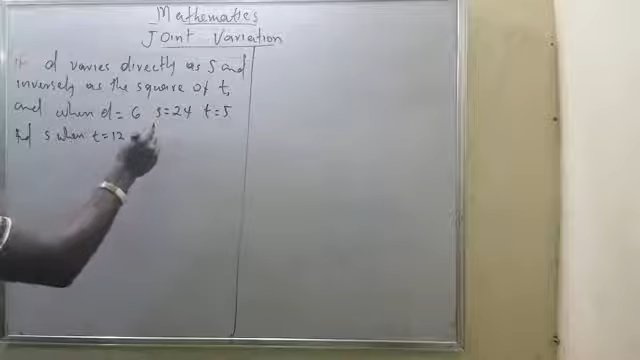 Mathematics
Joint Variation
If d varies directly as s and
inversely as the square of t,
and when d = 6 s = 24 t = 5
find s when t = 12